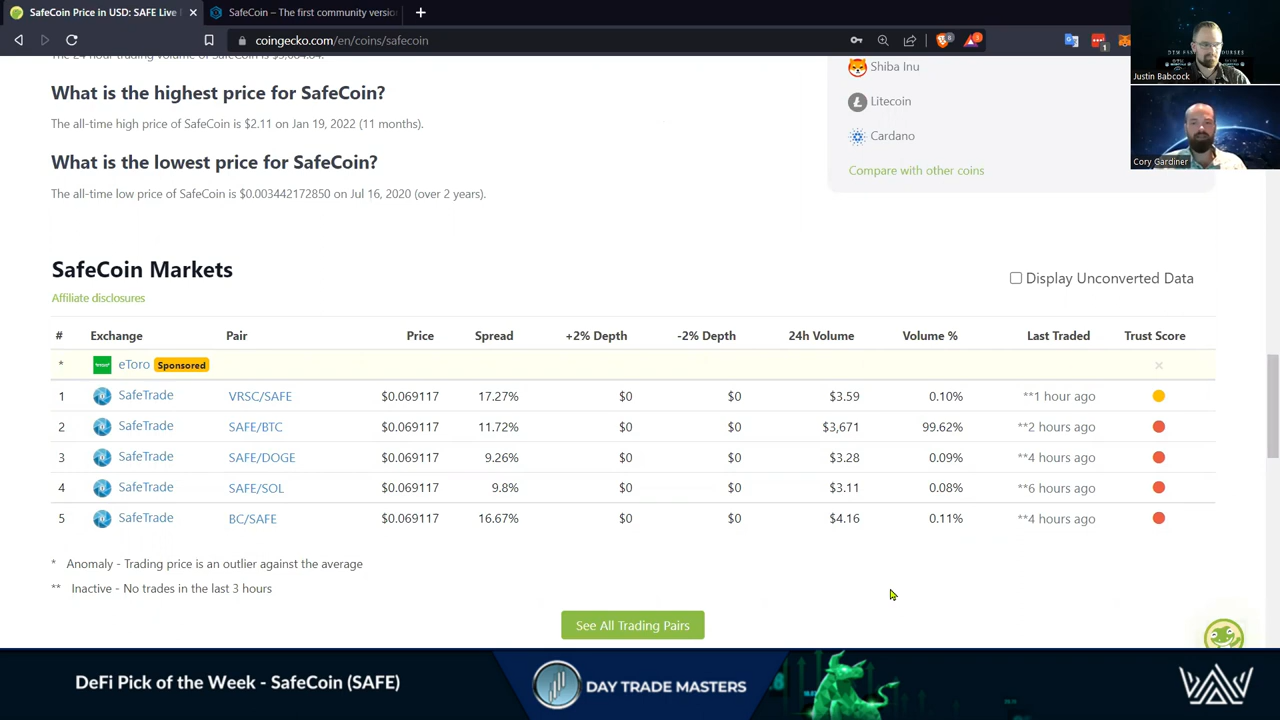 SafeCoin Price in USD: SAFE Live
SafeCoin – The first community versio
coingecko.com/en/coins/safecoin
8
3
1
Justin Babcock
Cory Gardiner
What is the highest price for SafeCoin?
The all-time high price of SafeCoin is $2.11 on Jan 19, 2022 (11 months).
What is the lowest price for SafeCoin?
The all-time low price of SafeCoin is $0.003442172850 on Jul 16, 2020 (over 2 years).
Shiba Inu
Litecoin
Cardano
Compare with other coins
SafeCoin Markets
Affiliate disclosures
Display Unconverted Data
# Exchange Pair Price Spread +2% Depth -2% Depth 24h Volume Volume % Last Traded Trust Score
* eToro Sponsored
1 SafeTrade VRSC/SAFE $0.069117 17.27% $0 $0 $3.59 0.10% **1 hour ago
2 SafeTrade SAFE/BTC $0.069117 11.72% $0 $0 $3,671 99.62% **2 hours ago
3 SafeTrade SAFE/DOGE $0.069117 9.26% $0 $0 $3.28 0.09% **4 hours ago
4 SafeTrade SAFE/SOL $0.069117 9.8% $0 $0 $3.11 0.08% **6 hours ago
5 SafeTrade BC/SAFE $0.069117 16.67% $0 $0 $4.16 0.11% **4 hours ago
* Anomaly - Trading price is an outlier against the average
** Inactive - No trades in the last 3 hours
See All Trading Pairs
DeFi Pick of the Week - SafeCoin (SAFE)
DAY TRADE MASTERS